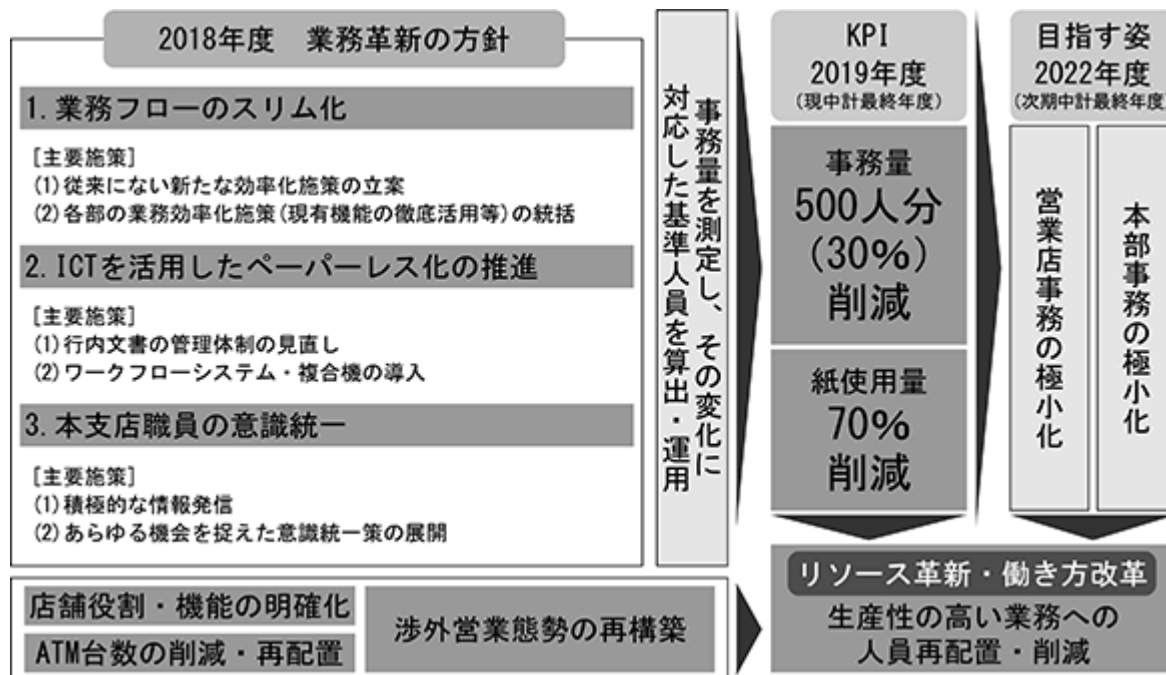 2018年度 業務革新の方針
1. 業務フローのスリム化
[主要施策]
(1)従来にない新たな効率化施策の立案
(2)各部の業務効率化施策(現有機能の徹底活用等)の統括
2. ICTを活用したペーパーレス化の推進
[主要施策]
(1)行内文書の管理体制の見直し
(2)ワークフローシステム・複合機の導入
3. 本支店職員の意識統一
[主要施策]
(1)積極的な情報発信
(2)あらゆる機会を捉えた意識統一策の展開
事務量を測定し、その変化に
対応した基準人員を算出・運用
KPI
2019年度
(現中計最終年度)
事務量
500人分
(30%)
削減
紙使用量
70%
削減
目指す姿
2022年度
(次期中計最終年度)
営業店事務の極小化
本部事務の極小化
店舗役割・機能の明確化
ATM台数の削減・再配置
渉外営業態勢の再構築
リソース革新・働き方改革
生産性の高い業務への
人員再配置・削減